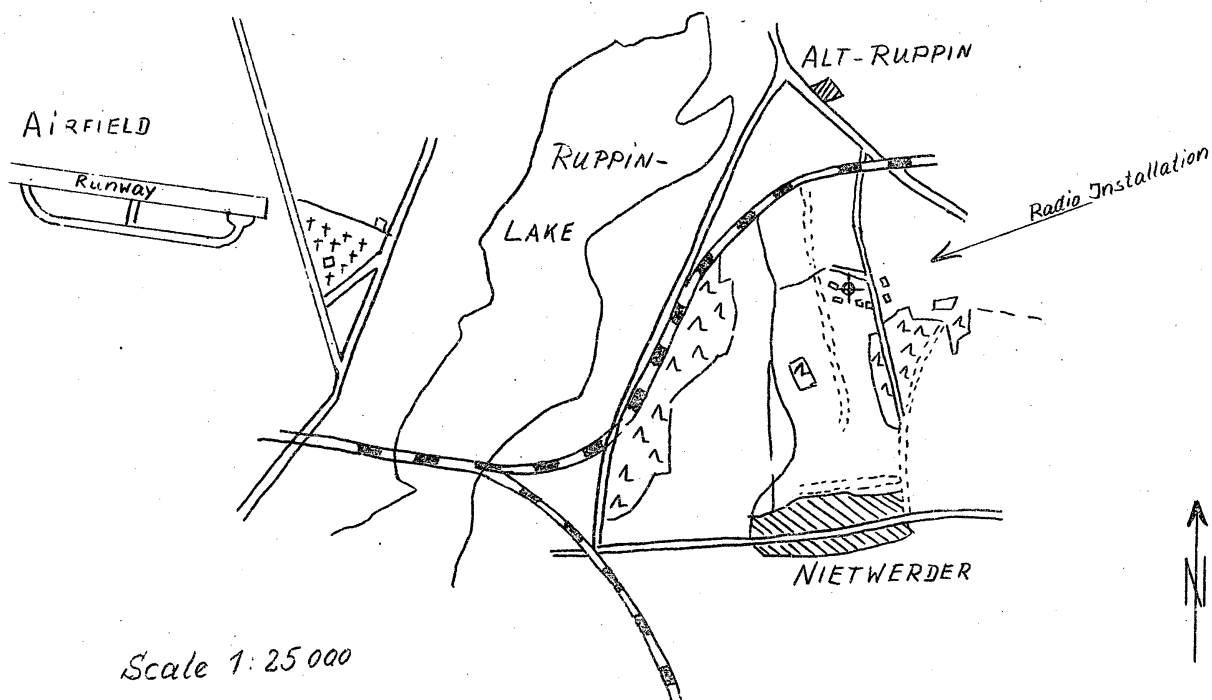 ALT-RUPPIN
AIRFIELD
Runway
RUPPIN-
LAKE
Radio Installation
NIETWERDER
N
Scale 1:25 000